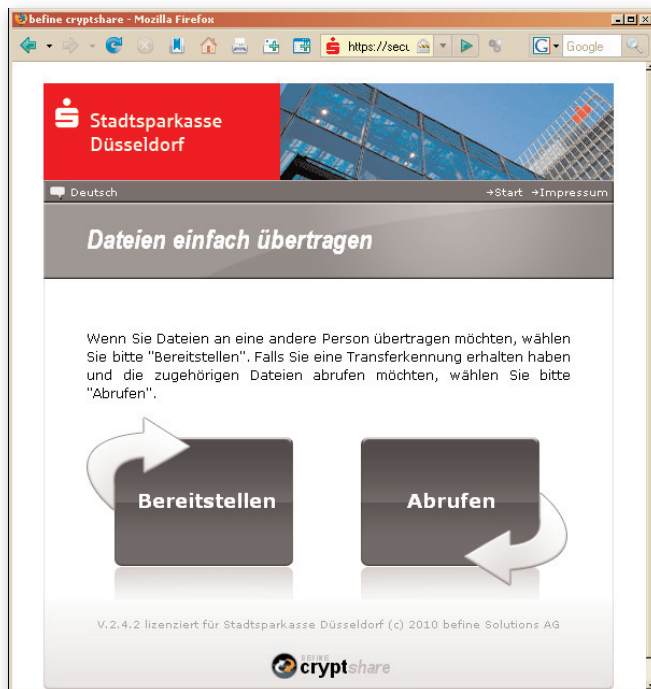 befine cryptshare - Mozilla Firefox
https://secu
G Google
Stadtsparkasse
Düsseldorf
Deutsch
→Start →Impressum
Dateien einfach übertragen
Wenn Sie Dateien an eine andere Person übertragen möchten, wählen
Sie bitte "Bereitstellen". Falls Sie eine Transferkennung erhalten haben
und die zugehörigen Dateien abrufen möchten, wählen Sie bitte
"Abrufen".
Bereitstellen
Abrufen
V.2.4.2 lizenziert für Stadtsparkasse Düsseldorf (c) 2010 befine Solutions AG
BEFINE
cryptshare